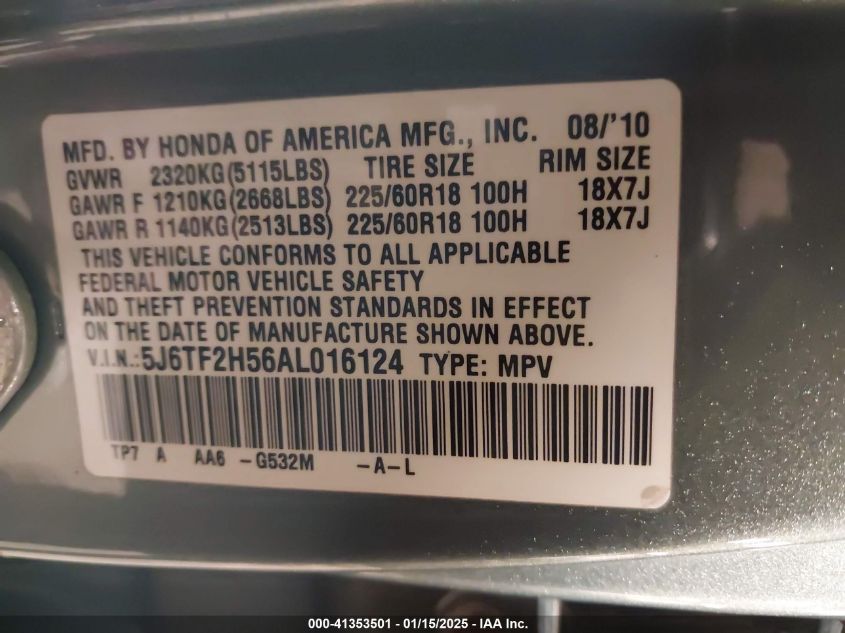 MFD. BY HONDA OF AMERICA MFG., INC. 08/'10
GVWR 2320KG(5115LBS) TIRE SIZE RIM SIZE
GAWR F 1210KG(2668LBS) 225/60R18 100H 18X7J
GAWR R 1140KG(2513LBS) 225/60R18 100H 18X7J
THIS VEHICLE CONFORMS TO ALL APPLICABLE
FEDERAL MOTOR VEHICLE SAFETY
AND THEFT PREVENTION STANDARDS IN EFFECT
ON THE DATE OF MANUFACTURE SHOWN ABOVE.
V.I.N.:5J6TF2H56AL016124 TYPE: MPV
TP7 A AA6 -G532M -A-L
000-41353501 - 01/15/2025 - IAA Inc.